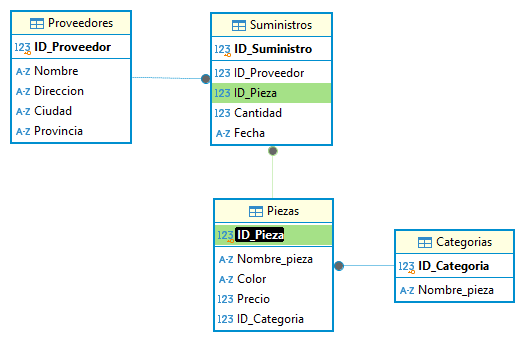 Proveedores
123 ID_Proveedor
A-Z Nombre
A-Z Direccion
A-Z Ciudad
A-Z Provincia
Suministros
123 ID_Suministro
123 ID_Proveedor
123 ID_Pieza
123 Cantidad
A-Z Fecha
Piezas
123 ID_Pieza
A-Z Nombre_pieza
A-Z Color
123 Precio
123 ID_Categoria
Categorias
123 ID_Categoria
A-Z Nombre_pieza